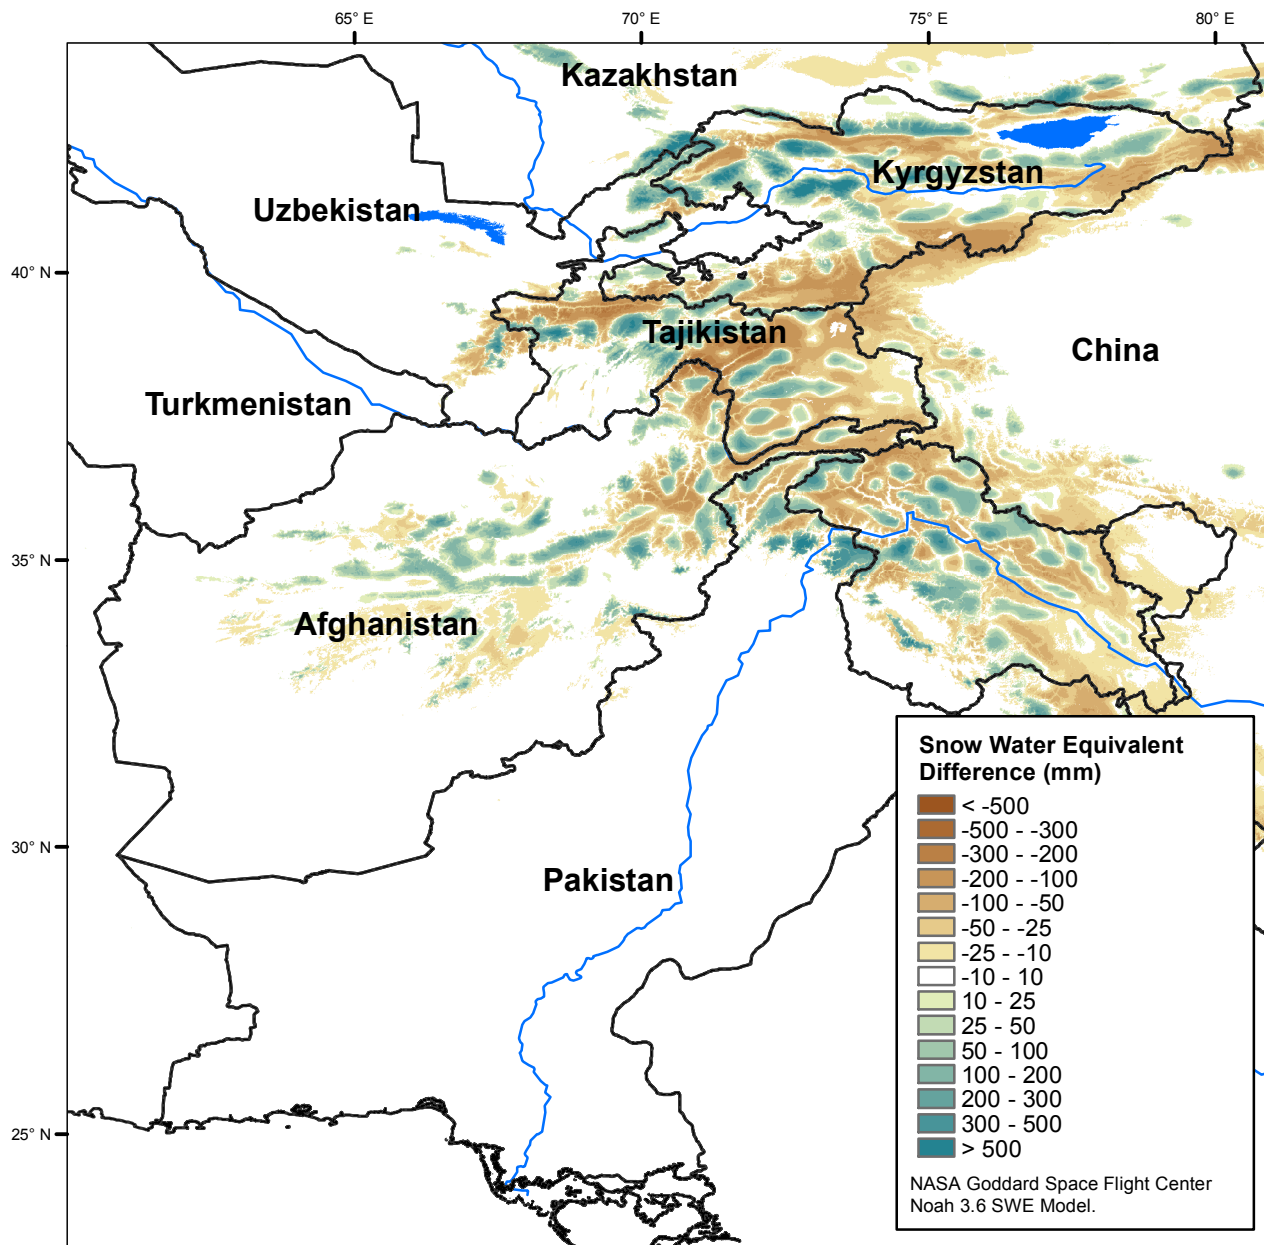 65° E
70° E
75° E
80° E
Kazakhstan
Kyrgyzstan
Uzbekistan
40° N
Tajikistan
China
Turkmenistan
35° N
Afghanistan
Snow Water Equivalent
Difference (mm)
< -500
-500 - -300
-300 - -200
-200 - -100
-100 - -50
-50 - -25
-25 - -10
-10 - 10
10 - 25
25 - 50
50 - 100
100 - 200
200 - 300
300 - 500
> 500
NASA Goddard Space Flight Center
Noah 3.6 SWE Model.
30° N
Pakistan
25° N